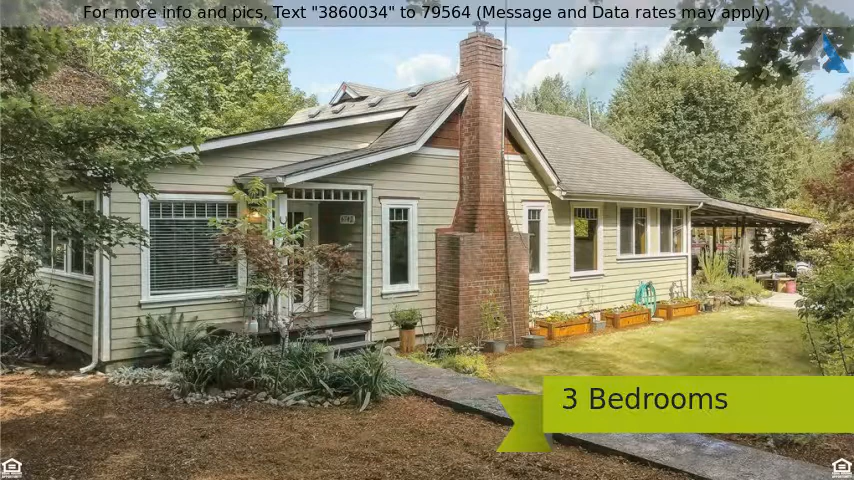 For more info and pics, Text "3860034" to 79564 (Message and Data rates may apply)
3 Bedrooms